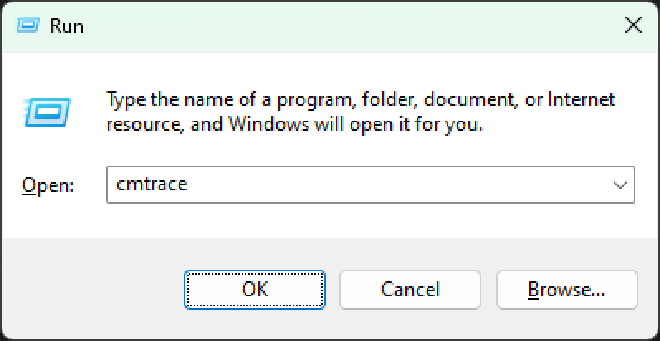 Run
Type the name of a program, folder, document, or Internet
resource, and Windows will open it for you.
Open: cmtrace
OK Cancel Browse...